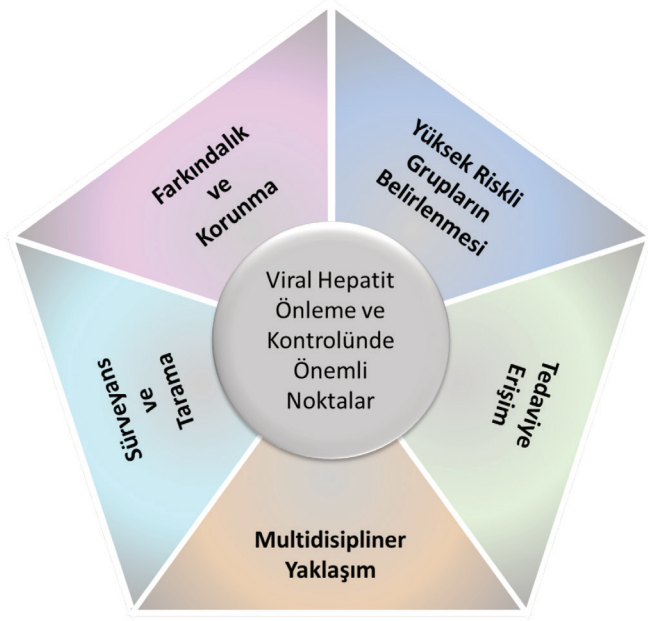 Farkındalık
ve
Korunma
Yüksek Riskli
Grupların
Belirlenmesi
Viral Hepatit
Önleme ve
Kontrolünde
Önemli
Noktalar
Sürveyans
ve
Tarama
Tedaviye
Erişim
Multidisipliner
Yaklaşım